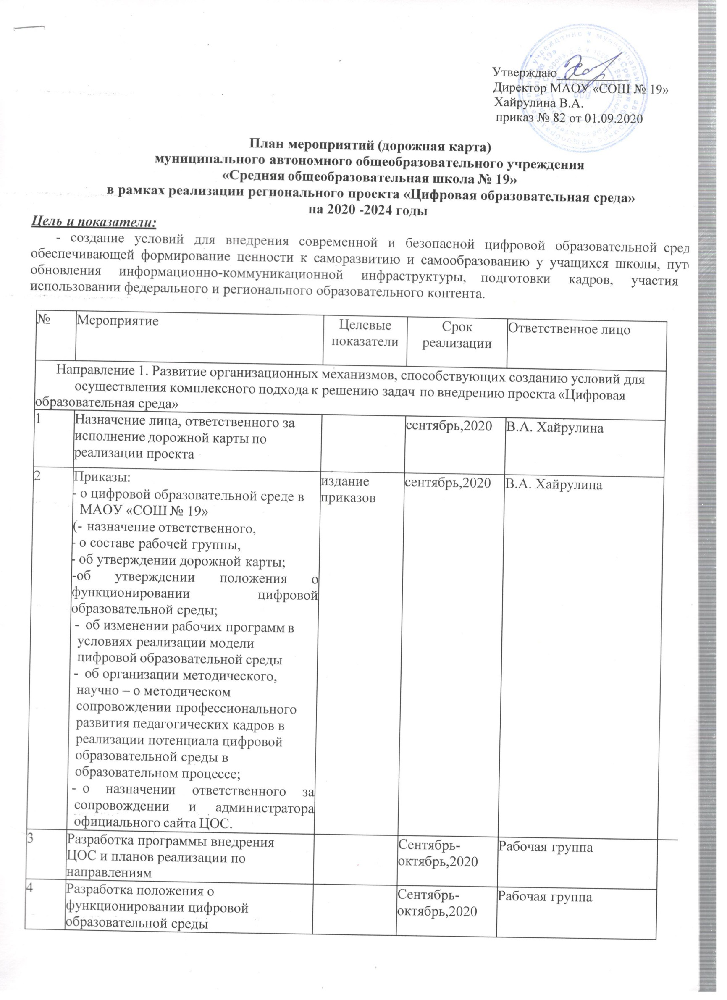 Утверждаю
Директор МАОУ «СОШ № 19»
Хайрулина В.А.
приказ № 82 от 01.09.2020
План мероприятий (дорожная карта)
муниципального автономного общеобразовательного учреждения
«Средняя общеобразовательная школа № 19»
в рамках реализации регионального проекта «Цифровая образовательная среда»
на 2020 -2024 годы
Цель и показатели:
- создание условий для внедрения современной и безопасной цифровой образовательной сред
обеспечивающей формирование ценности к саморазвитию и самообразованию у учащихся школы, пут
обновления информационно-коммуникационной инфраструктуры, подготовки кадров, участия
использовании федерального и регионального образовательного контента.
№ Мероприятие Целевые показатели Срок реализации Ответственное лицо
Направление 1. Развитие организационных механизмов, способствующих созданию условий для
осуществления комплексного подхода к решению задач по внедрению проекта «Цифровая
образовательная среда»
1 Назначение лица, ответственного за сентябрь,2020 В.А. Хайрулина
исполнение дорожной карты по
реализации проекта
2 Приказы: издание сентябрь,2020 В.А. Хайрулина
- о цифровой образовательной среде в приказов
МАОУ «СОШ № 19»
(- назначение ответственного,
- о составе рабочей группы,
- об утверждении дорожной карты;
-об утверждении положения о
функционировании цифровой
образовательной среды;
- об изменении рабочих программ в
условиях реализации модели
цифровой образовательной среды
- об организации методического,
научно – о методическом
сопровождении профессионального
развития педагогических кадров в
реализации потенциала цифровой
образовательной среды в
образовательном процессе;
- о назначении ответственного за
сопровождении и администратора
официального сайта ЦОС.
3 Разработка программы внедрения Сентябрь- Рабочая группа
ЦОС и планов реализации по октябрь,2020
направлениям
4 Разработка положения о Сентябрь- Рабочая группа
функционировании цифровой октябрь,2020
образовательной среды